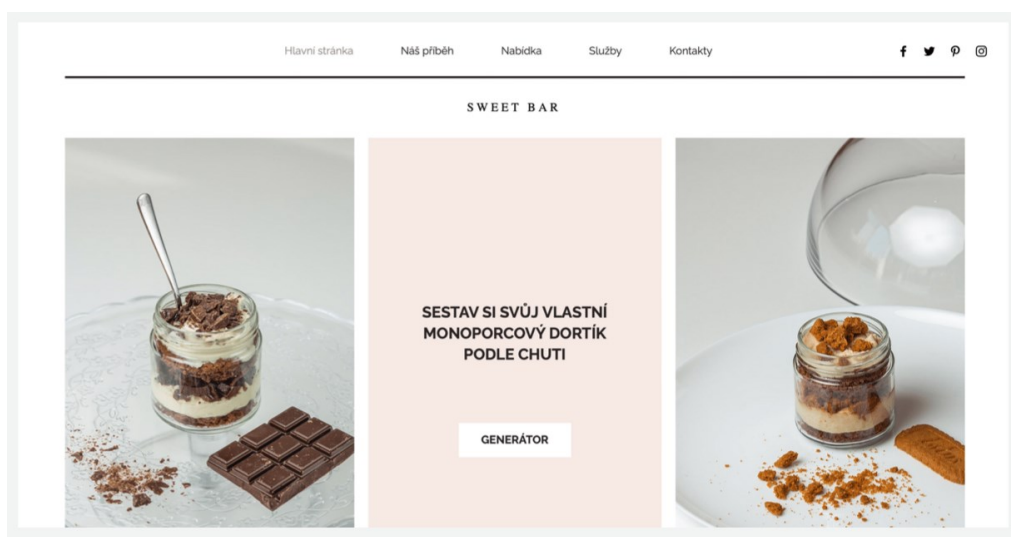 Hlavní stránka
Náš příběh
Nabídka
Služby
Kontakty
SWEET BAR
SESTAV SI SVŮJ VLASTNÍ
MONOPORCOVÝ DORTÍK
PODLE CHUTI
GENERÁTOR